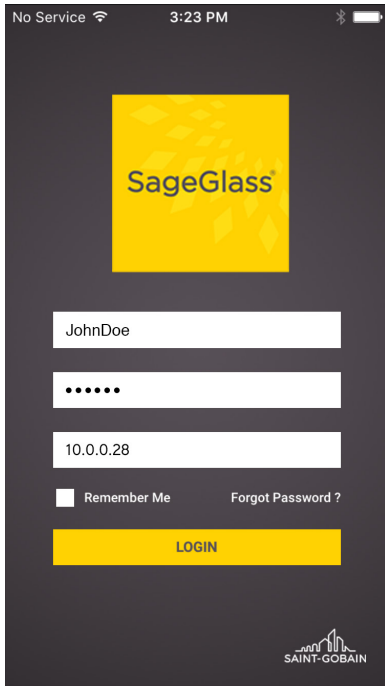 No Service 3:23 PM
SageGlass®
JohnDoe
••••••
10.0.0.28
Remember Me Forgot Password ?
LOGIN
SAINT-GOBAIN